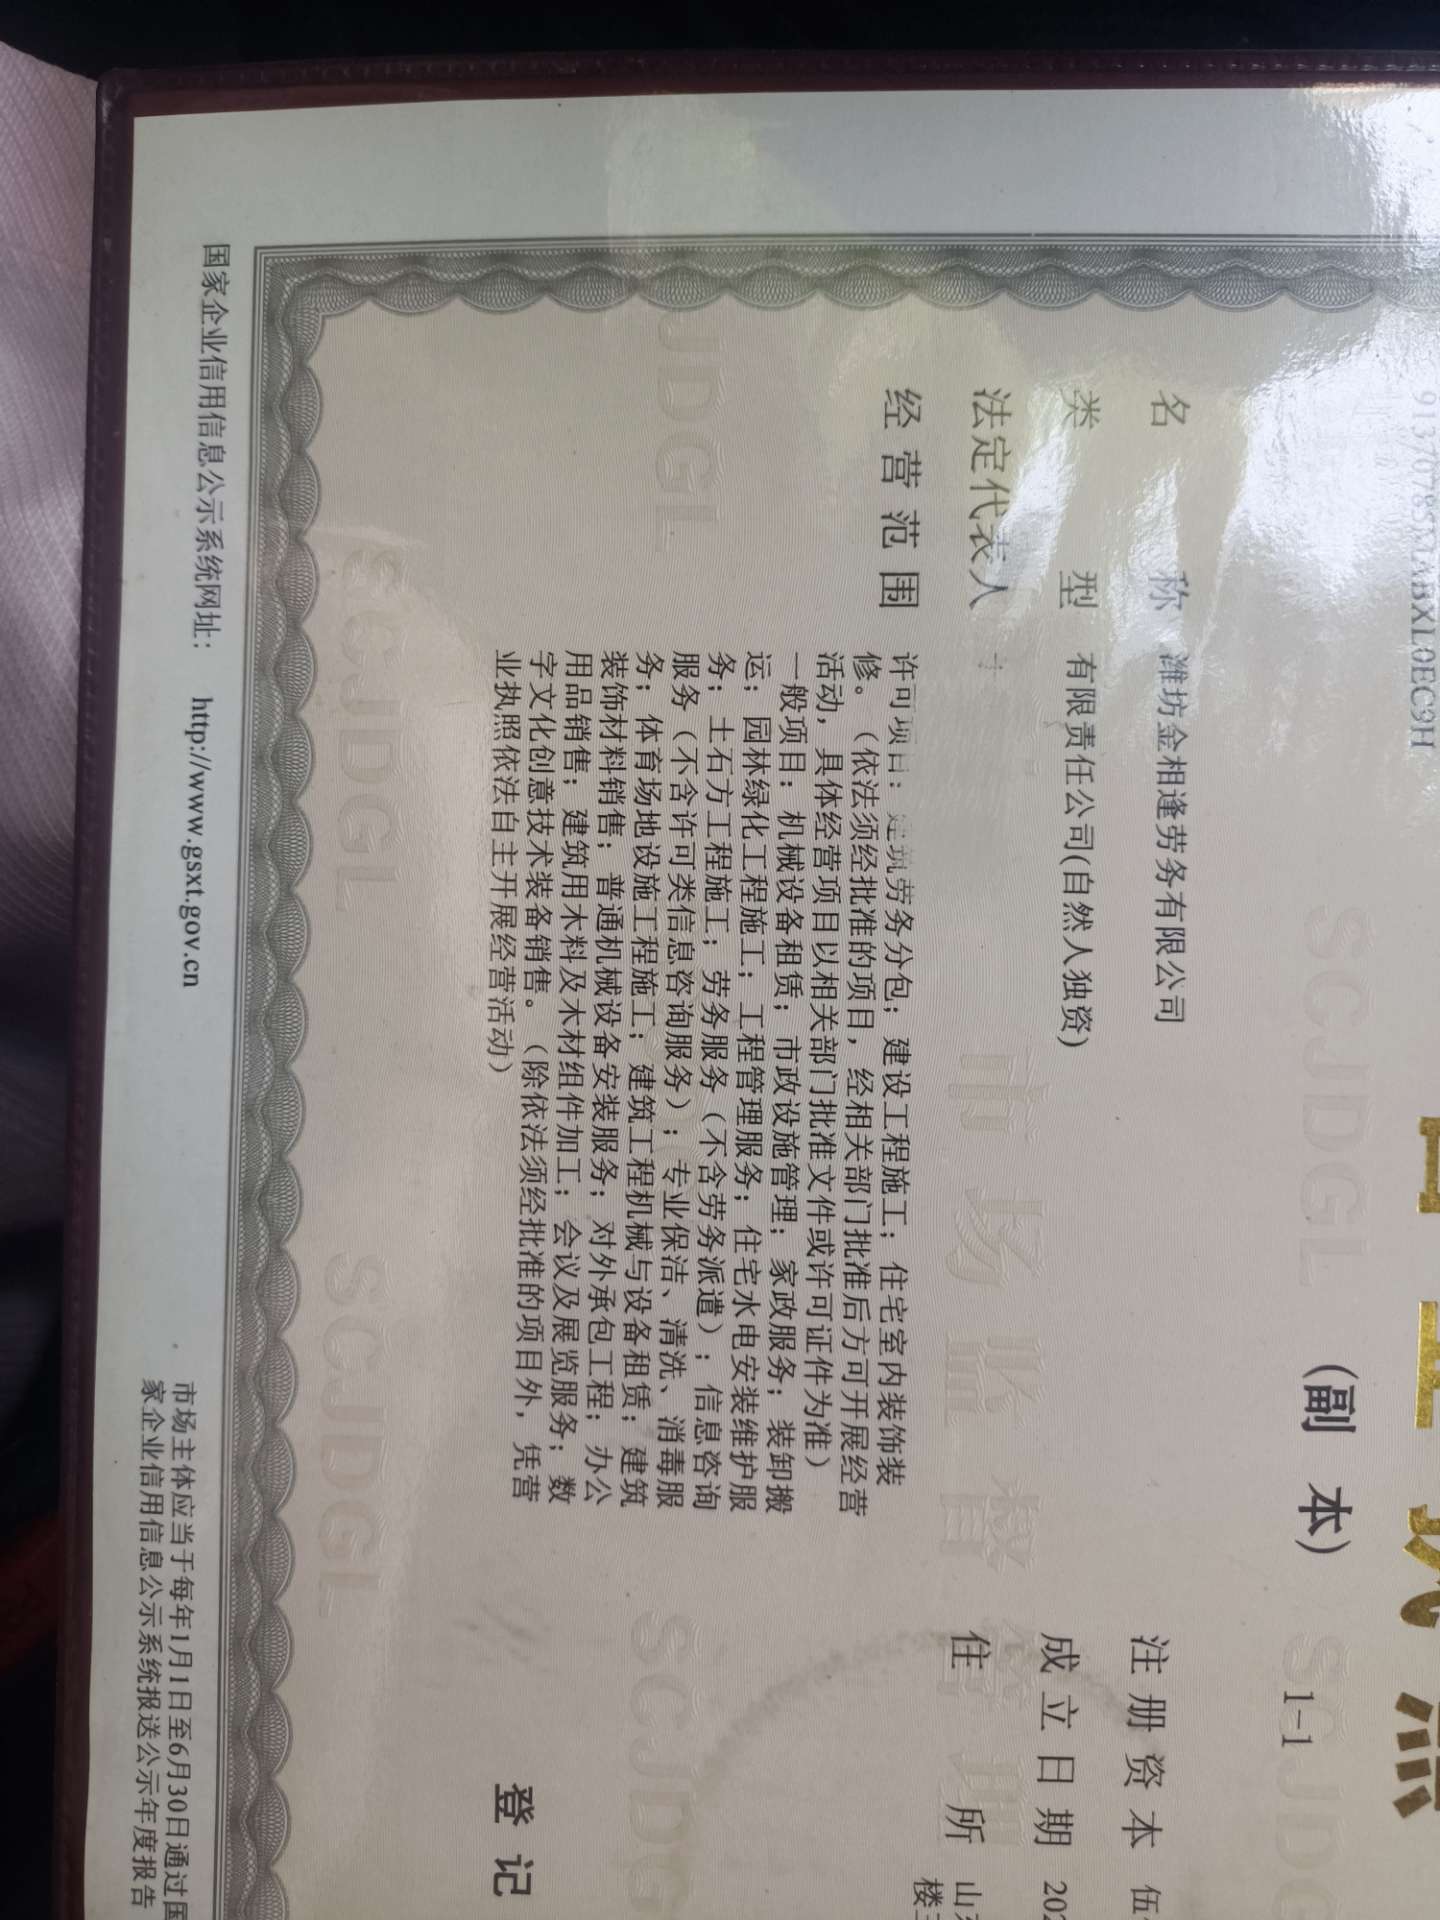 营业执照
(副 本)
1-1
名 称 潍坊金相逢劳务有限公司
类 型 有限责任公司(自然人独资)
法定代表人
经 营 范 围 许可项目：建筑劳务分包；建设工程施工；住宅室内装饰装
修。（依法须经批准的项目，经相关部门批准后方可开展经营
活动，具体经营项目以相关部门批准文件或许可证件为准）
一般项目：机械设备租赁；市政设施管理；家政服务；装卸搬
运；园林绿化工程施工；工程管理服务；住宅水电安装维护服
务；土石方工程施工；劳务服务（不含劳务派遣）；信息咨询
服务（不含许可类信息咨询服务）；专业保洁、清洗、消毒服
务；体育场地设施工程施工；建筑工程机械与设备租赁；建筑
装饰材料销售；普通机械设备安装服务；对外承包工程；办公
用品销售；建筑用木料及木材组件加工；会议及展览服务；数
字文化创意技术装备销售。（除依法须经批准的项目外，凭营
业执照依法自主开展经营活动）
注 册 资 本 伍
成 立 日 期 202
住 所 山
楼
登 记
国家企业信用信息公示系统网址： http://www.gsxt.gov.cn
市场主体应当于每年1月1日至6月30日通过国
家企业信用信息公示系统报送公示年度报告
SCJDGL
市场监督管理